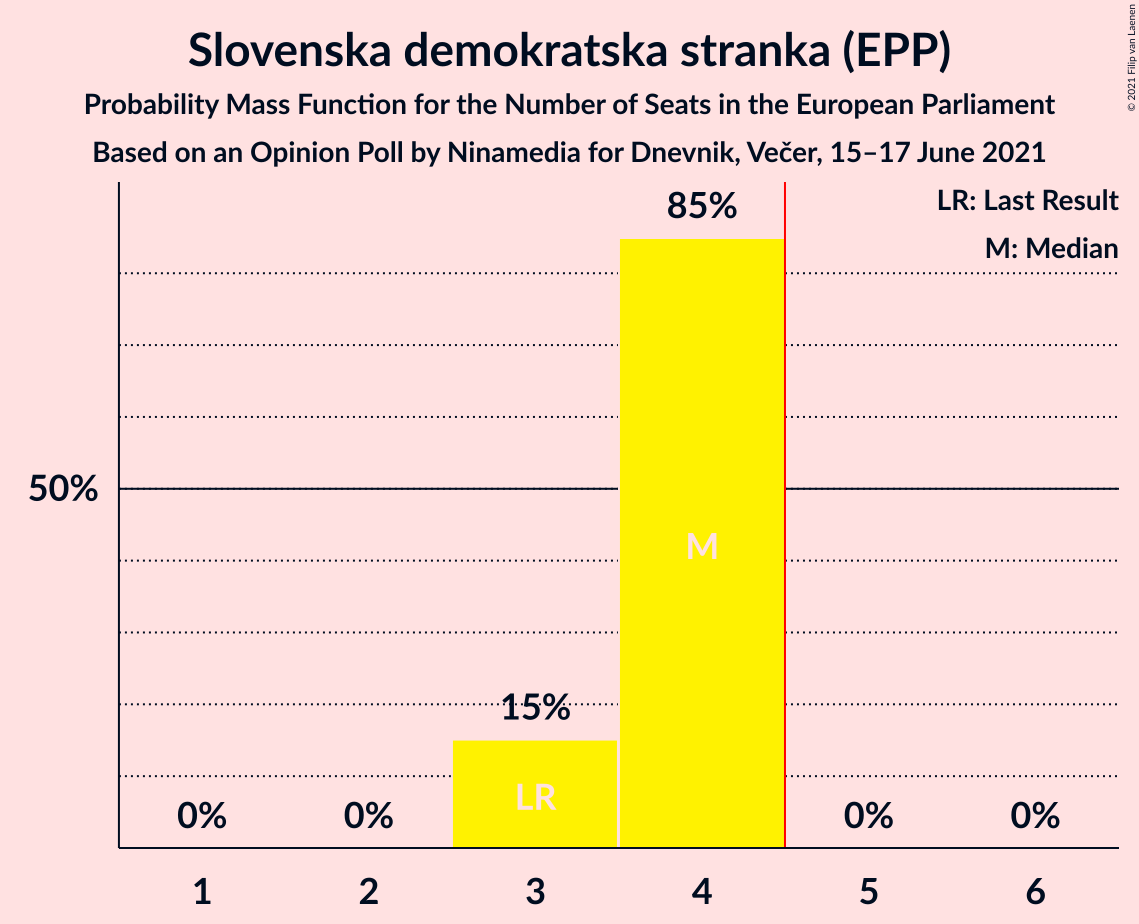 Slovenska demokratska stranka (EPP)
Probability Mass Function for the Number of Seats in the European Parliament
Based on an Opinion Poll by Ninamedia for Dnevnik, Večer, 15–17 June 2021
© 2021 Filip van Laenen
LR: Last Result
M: Median
85%
50%
M
15%
LR
0%
0%
0%
0%
1
2
3
4
5
6